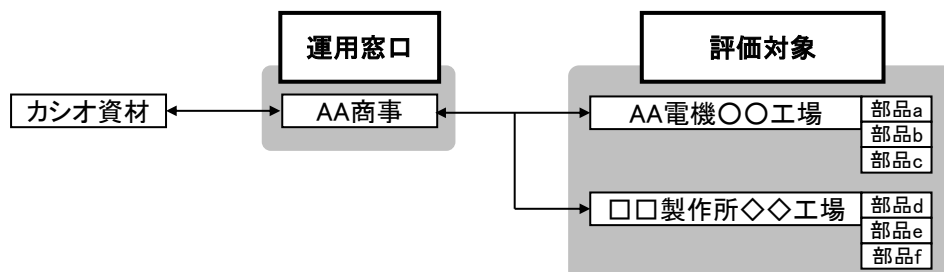 運用窓口
評価対象
カシオ資材
AA商事
AA電機○○工場
部品a
部品b
部品c
□□製作所◇◇工場
部品d
部品e
部品f